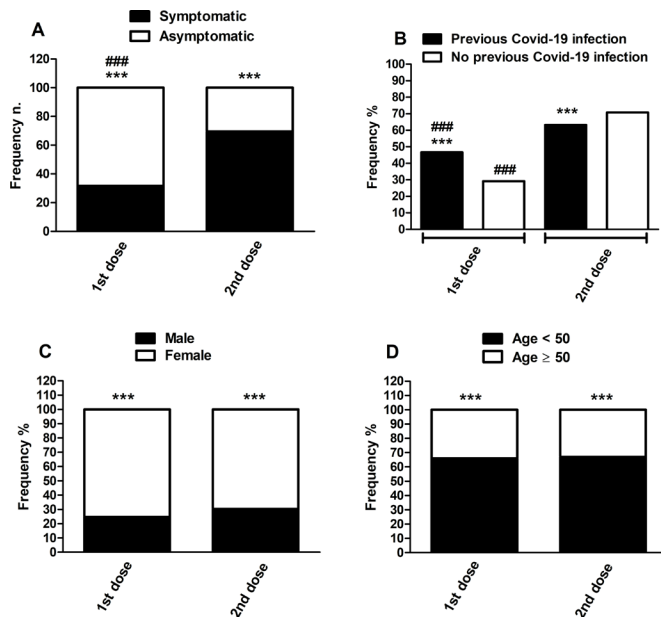 A
Symptomatic
Asymptomatic
Frequency n.
120
100
80
60
40
20
0
###
***
***
1st dose
2nd dose
B
Previous Covid-19 infection
No previous Covid-19 infection
Frequency %
100
90
80
70
60
50
40
30
20
10
0
###
***
###
***
1st dose
2nd dose
C
Male
Female
Frequency %
120
110
100
90
80
70
60
50
40
30
20
10
0
***
***
1st dose
2nd dose
D
Age < 50
Age ≥ 50
Frequency %
120
110
100
90
80
70
60
50
40
30
20
10
0
***
***
1st dose
2nd dose